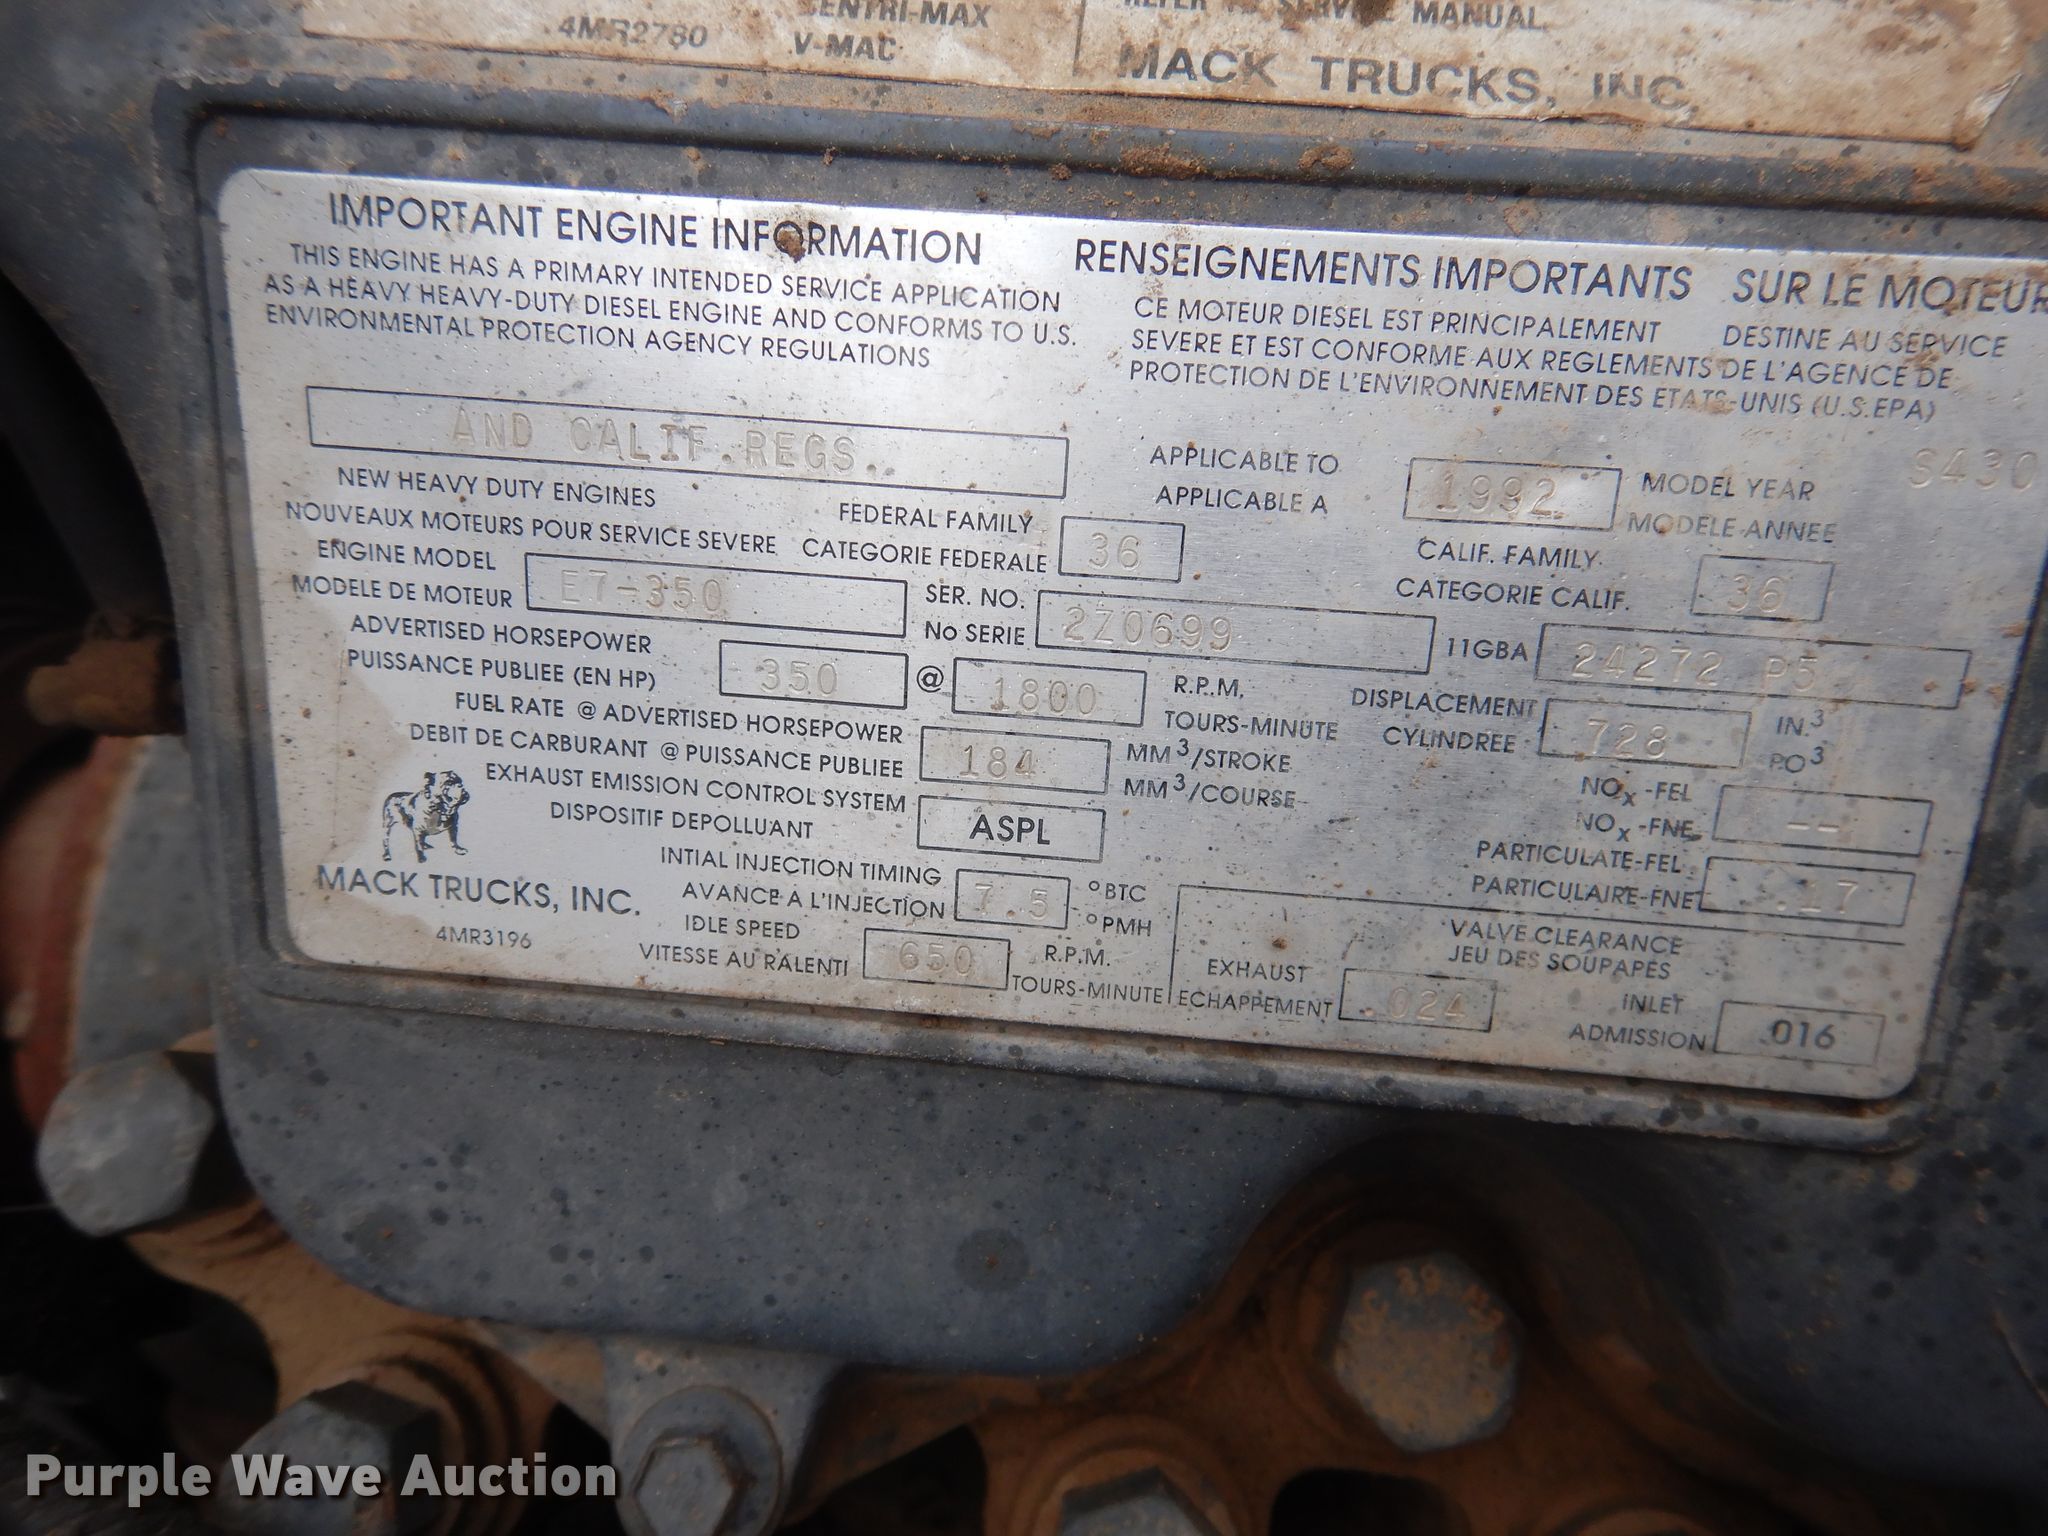 4MR2780
V-MAC
SERVICE MANUAL
MACK TRUCKS, INC.
IMPORTANT ENGINE INFORMATION
THIS ENGINE HAS A PRIMARY INTENDED SERVICE APPLICATION
AS A HEAVY HEAVY-DUTY DIESEL ENGINE AND CONFORMS TO U.S.
ENVIRONMENTAL PROTECTION AGENCY REGULATIONS
RENSEIGNEMENTS IMPORTANTS SUR LE MOTEUR
CE MOTEUR DIESEL EST PRINCIPALEMENT DESTINE AU SERVICE
SEVERE ET EST CONFORME AUX REGLEMENTS DE L'AGENCE DE
PROTECTION DE L'ENVIRONNEMENT DES ETATS-UNIS (U.S.EPA)
AND CALIF.REGS.
NEW HEAVY DUTY ENGINES
NOUVEAUX MOTEURS POUR SERVICE SEVERE
APPLICABLE TO
APPLICABLE A
1992
MODEL YEAR
MODELE-ANNEE
S430
FEDERAL FAMILY
CATEGORIE FEDERALE
36
CALIF. FAMILY
CATEGORIE CALIF.
36
ENGINE MODEL
MODELE DE MOTEUR
E7-350
SER. NO.
No SERIE
2Z0699
11GBA
24272 P5
ADVERTISED HORSEPOWER
PUISSANCE PUBLIEE (EN HP)
350
@
1800
R.P.M.
TOURS-MINUTE
DISPLACEMENT
CYLINDREE
728
IN.3
PO3
FUEL RATE @ ADVERTISED HORSEPOWER
DEBIT DE CARBURANT @ PUISSANCE PUBLIEE
184
MM3/STROKE
MM3/COURSE
NOx-FEL
NOx-FNE
--
EXHAUST EMISSION CONTROL SYSTEM
DISPOSITIF DEPOLLUANT
ASPL
PARTICULATE-FEL
PARTICULAIRE-FNE
.17
INTIAL INJECTION TIMING
AVANCE A L'INJECTION
7.5
°BTC
°PMH
MACK TRUCKS, INC.
4MR3196
IDLE SPEED
VITESSE AU RALENTI
650
R.P.M.
TOURS-MINUTE
VALVE CLEARANCE
JEU DES SOUPAPES
EXHAUST
ECHAPPEMENT
.024
INLET
ADMISSION
.016
Purple Wave Auction